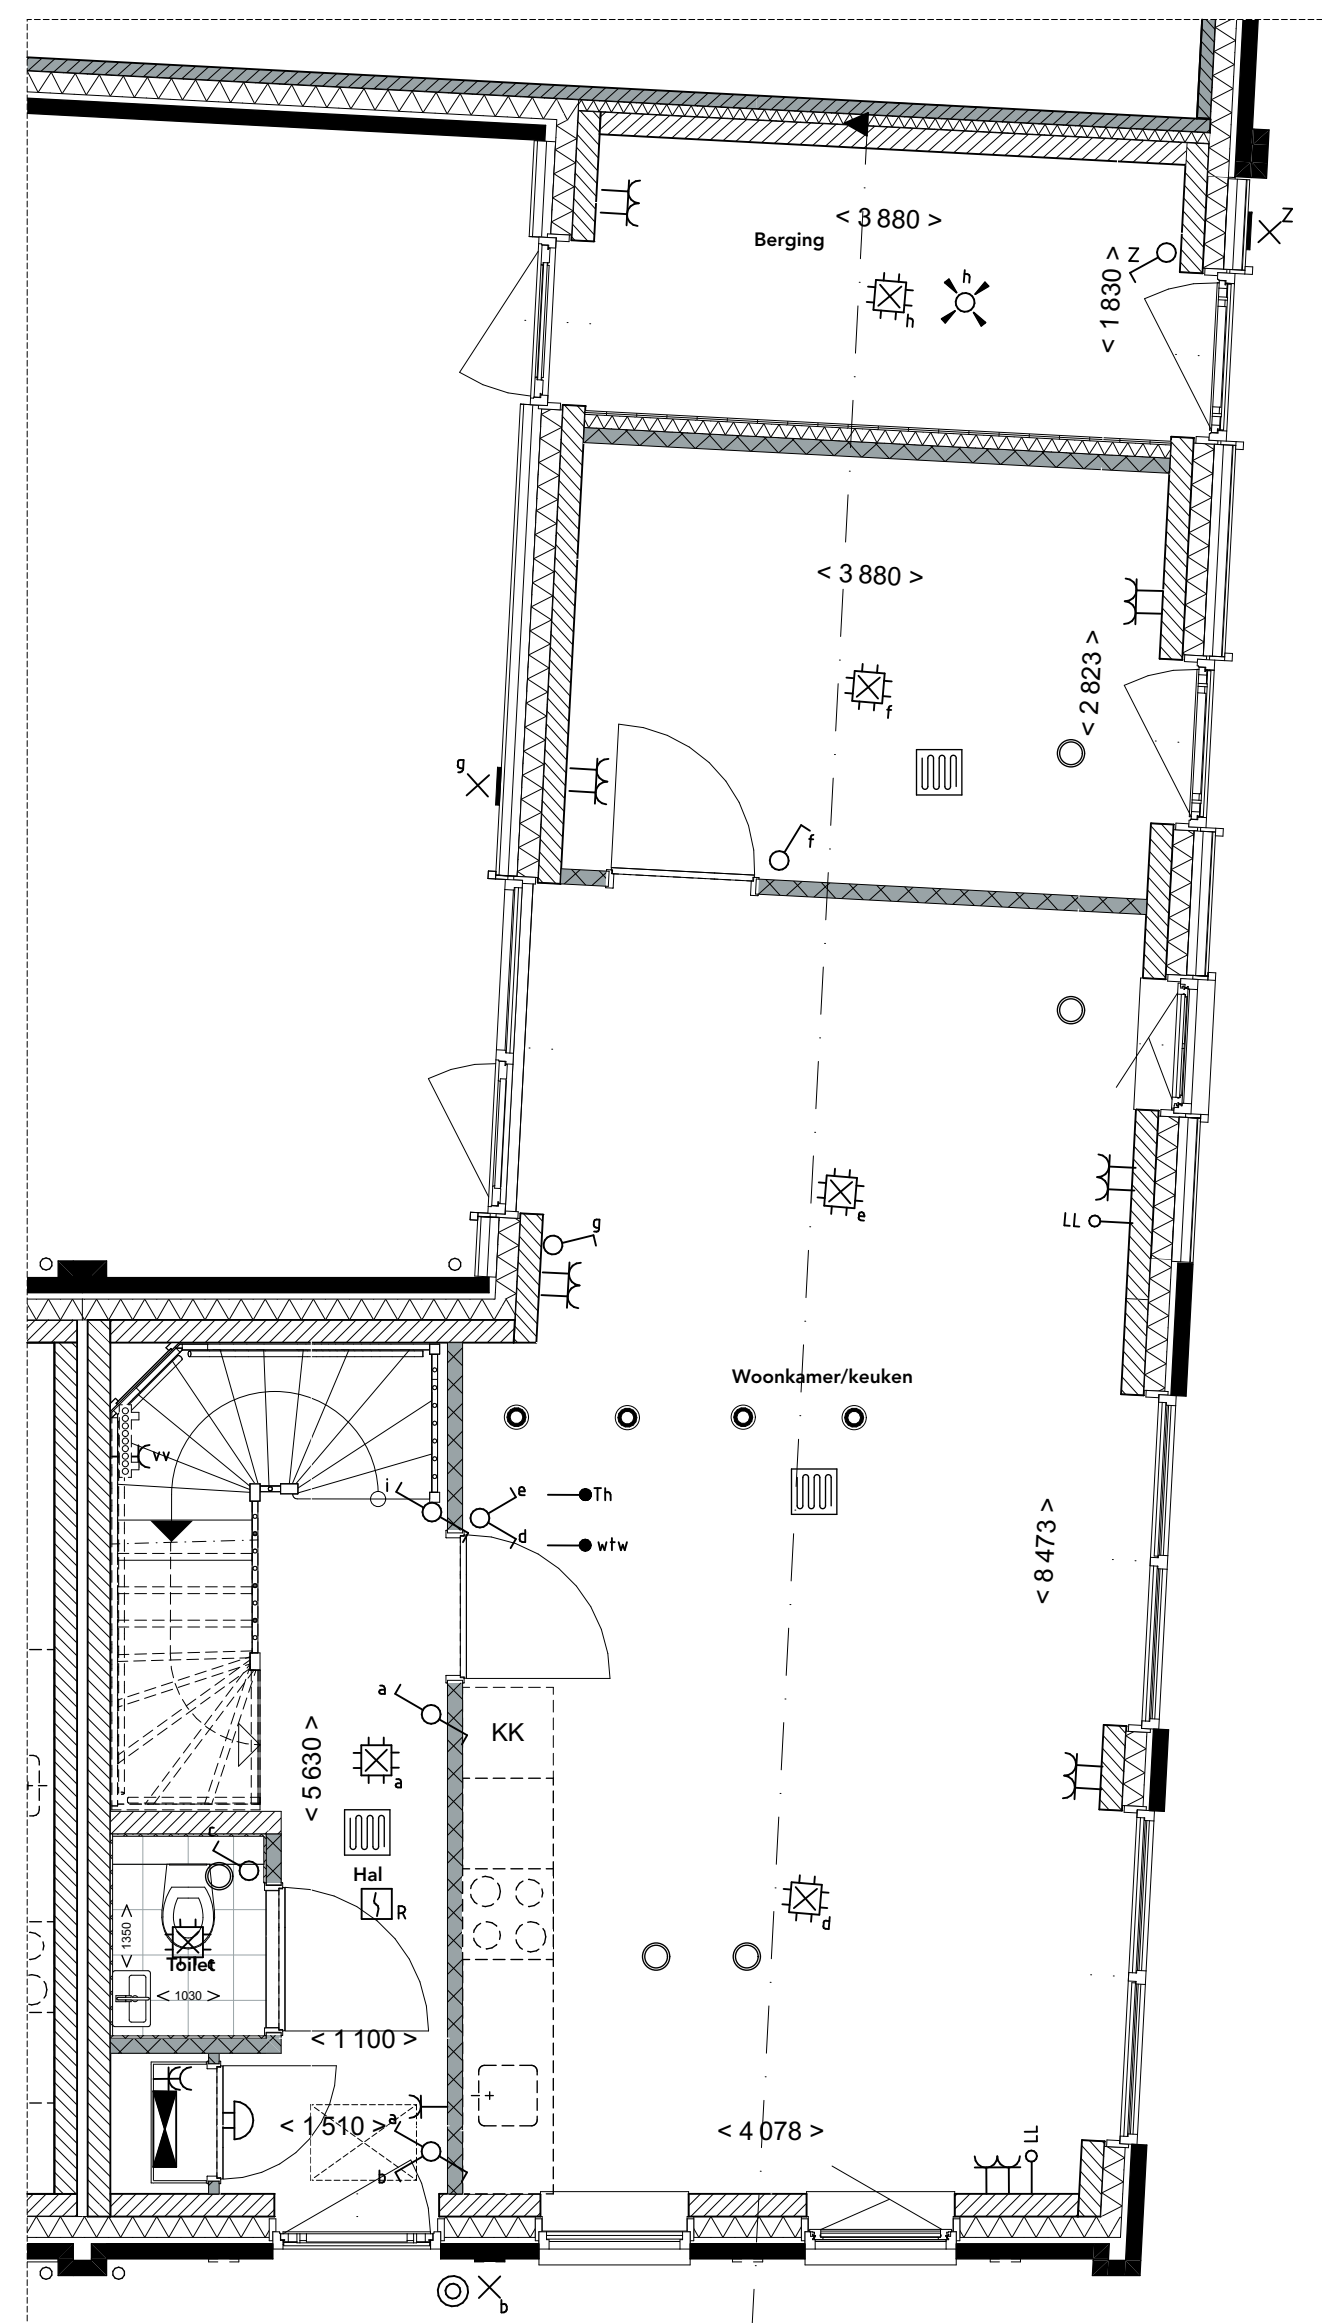 Z
< 3 880 >
Berging
Z
h
h
< 1 830 >
< 3 880 >
< 2 823 >
f
g
f
e
g
LL
Woonkamer/keuken
vv
i
e
Th
d
wtw
< 8 473 >
a
KK
< 5 630 >
a
c
Hal
R
d
< 1350 >
Toilet
< 1030 >
< 1 100 >
< 1 510 >
a
< 4 078 >
LL
b
b